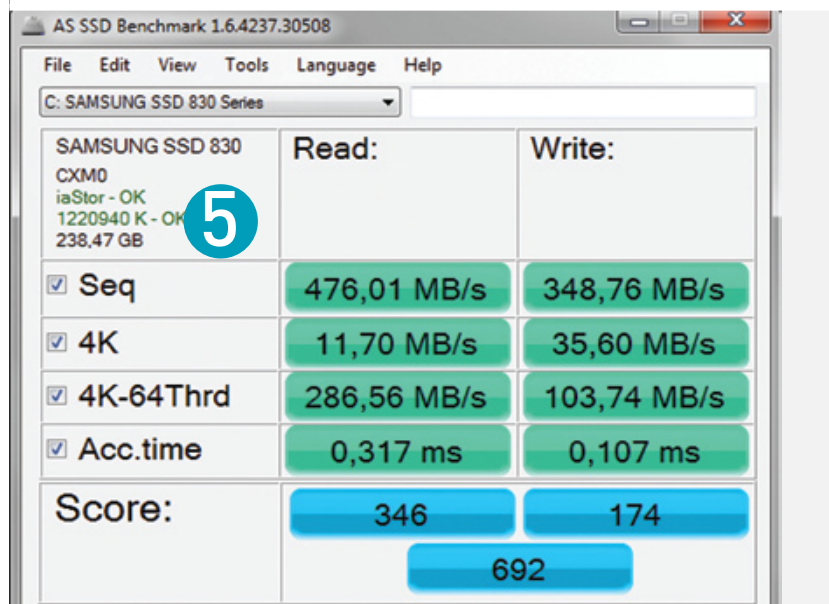 AS SSD Benchmark 1.6.4237.30508
File Edit View Tools Language Help
C: SAMSUNG SSD 830 Series
SAMSUNG SSD 830
CXM0
iaStor - OK
1220940 K - OK
238,47 GB
5
Read: Write:
Seq 476,01 MB/s 348,76 MB/s
4K 11,70 MB/s 35,60 MB/s
4K-64Thrd 286,56 MB/s 103,74 MB/s
Acc.time 0,317 ms 0,107 ms
Score: 346 174
692